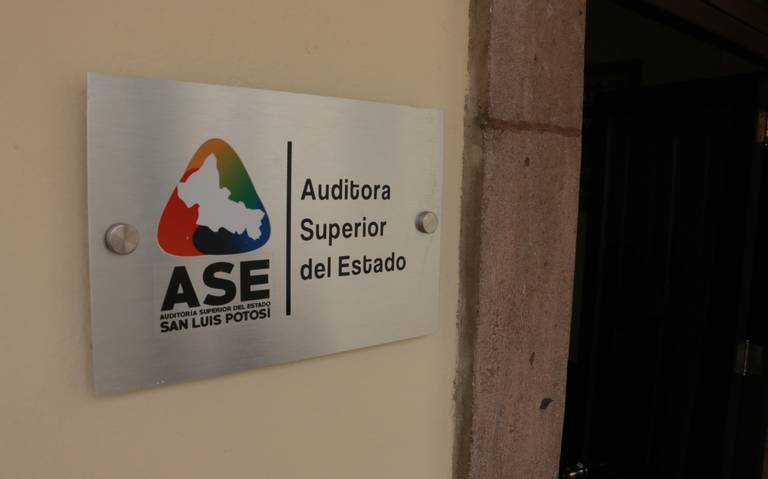 ASE
AUDITORÍA SUPERIOR DEL ESTADO
SAN LUIS POTOSÍ
Auditora
Superior
del Estado